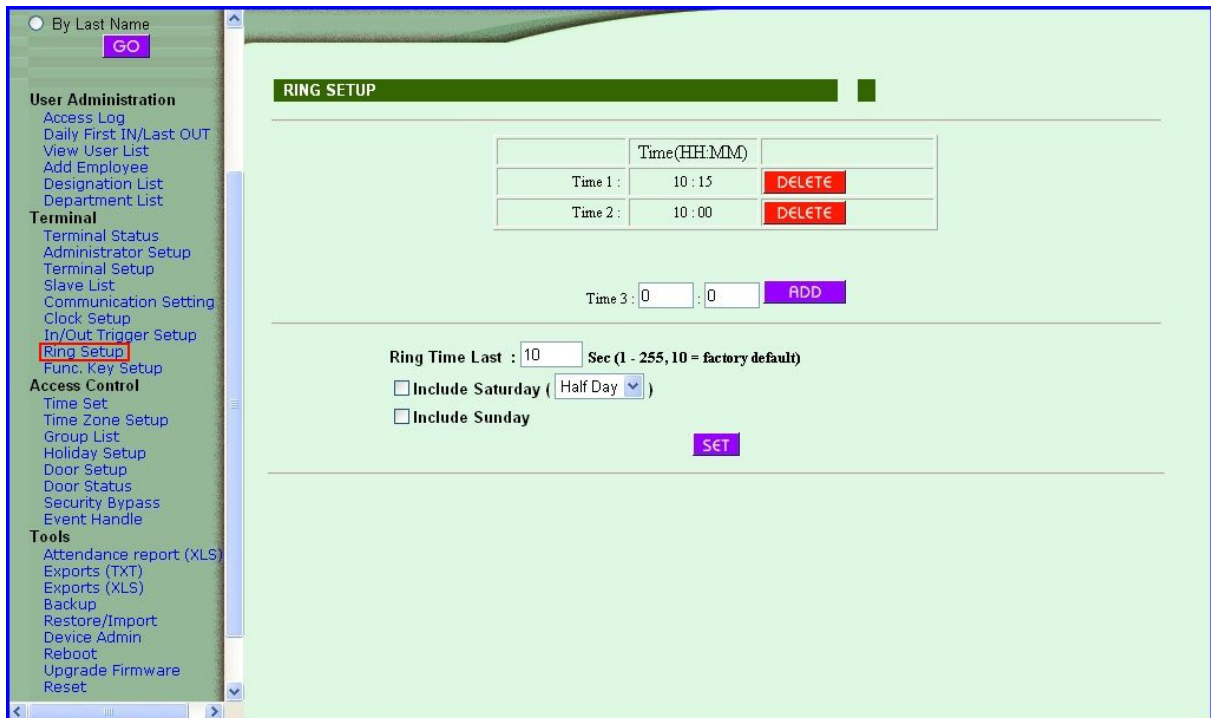 By Last Name
GO
User Administration
Access Log
Daily First IN/Last OUT
View User List
Add Employee
Designation List
Department List
Terminal
Terminal Status
Administrator Setup
Terminal Setup
Slave List
Communication Setting
Clock Setup
In/Out Trigger Setup
Ring Setup
Func. Key Setup
Access Control
Time Set
Time Zone Setup
Group List
Holiday Setup
Door Setup
Door Status
Security Bypass
Event Handle
Tools
Attendance report (XLS)
Exports (TXT)
Exports (XLS)
Backup
Restore/Import
Device Admin
Reboot
Upgrade Firmware
Reset
RING SETUP
Time(HH:MM)
Time 1 : 10 : 15 DELETE
Time 2 : 10 : 00 DELETE
Time 3 : 0 : 0 ADD
Ring Time Last : 10 Sec (1 - 255, 10 = factory default)
Include Saturday ( Half Day )
Include Sunday
SET